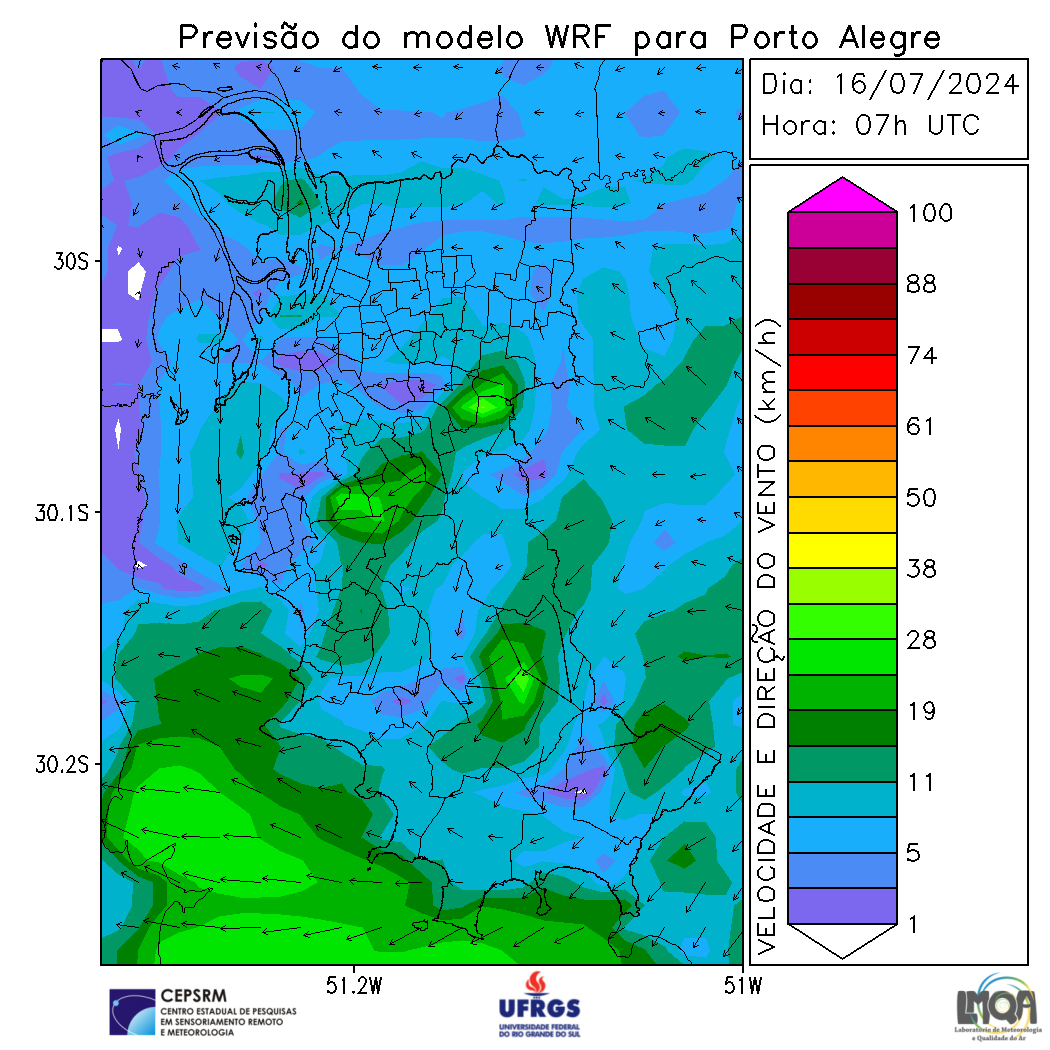 Previsão do modelo WRF para Porto Alegre
Dia: 16/07/2024
Hora: 07h UTC
30S
30.1S
30.2S
51.2W
51W
VELOCIDADE E DIREÇÃO DO VENTO (km/h)
100
88
74
61
50
38
28
19
11
5
1
CEPSRM
CENTRO ESTADUAL DE PESQUISAS
EM SENSORIAMENTO REMOTO
E METEOROLOGIA
UFRGS
UNIVERSIDADE FEDERAL
DO RIO GRANDE DO SUL
LMQA
Laboratório de Meteorologia
e Qualidade do Ar